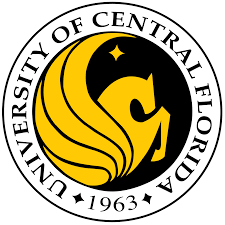 UNIVERSITY OF CENTRAL FLORIDA
1963